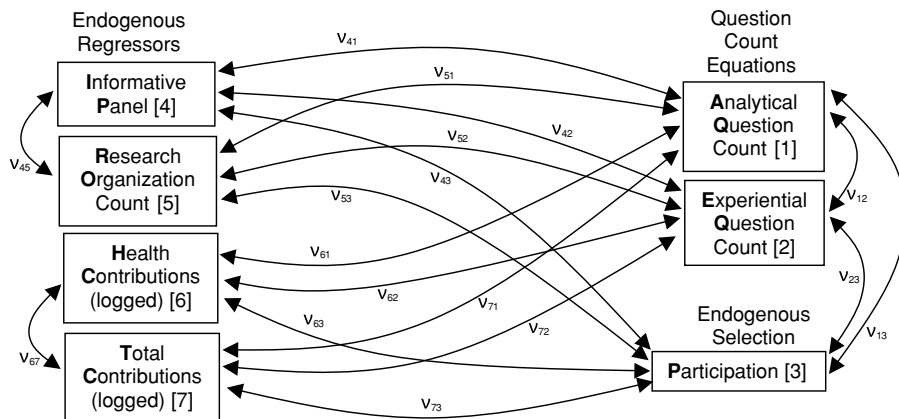 Endogenous
Regressors
Informative
Panel [4]
Research
Organization
Count [5]
Health
Contributions
(logged) [6]
Total
Contributions
(logged) [7]
ν45
ν67
ν41
ν51
ν42
ν52
ν43
ν53
ν61
ν62
ν71
ν63
ν72
ν73
Question
Count
Equations
Analytical
Question
Count [1]
Experiential
Question
Count [2]
Endogenous
Selection
Participation [3]
ν12
ν23
ν13